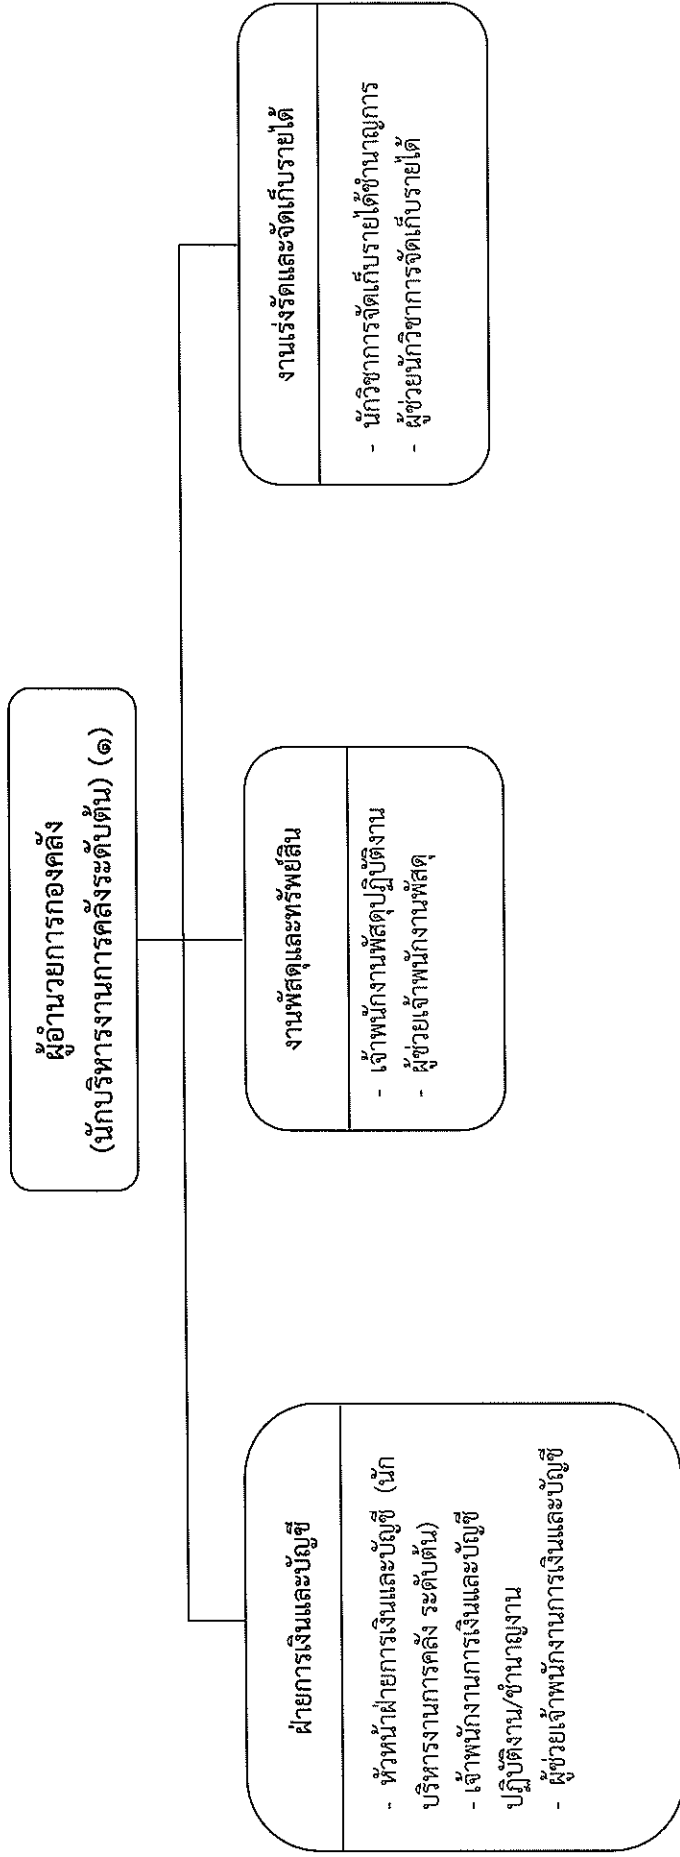 ผู้อำนวยการกองคลัง
(นักบริหารงานการคลังระดับต้น) (๑)
ฝ่ายการเงินและบัญชี
- หัวหน้าฝ่ายการเงินและบัญชี (นัก
บริหารงานการคลัง ระดับต้น)
- เจ้าพนักงานการเงินและบัญชี
ปฏิบัติงาน/ชำนาญงาน
- ผู้ช่วยเจ้าพนักงานการเงินและบัญชี
งานพัสดุและทรัพย์สิน
- เจ้าพนักงานพัสดุปฏิบัติงาน
- ผู้ช่วยเจ้าพนักงานพัสดุ
งานเร่งรัดและจัดเก็บรายได้
- นักวิชาการจัดเก็บรายได้ชำนาญการ
- ผู้ช่วยนักวิชาการจัดเก็บรายได้